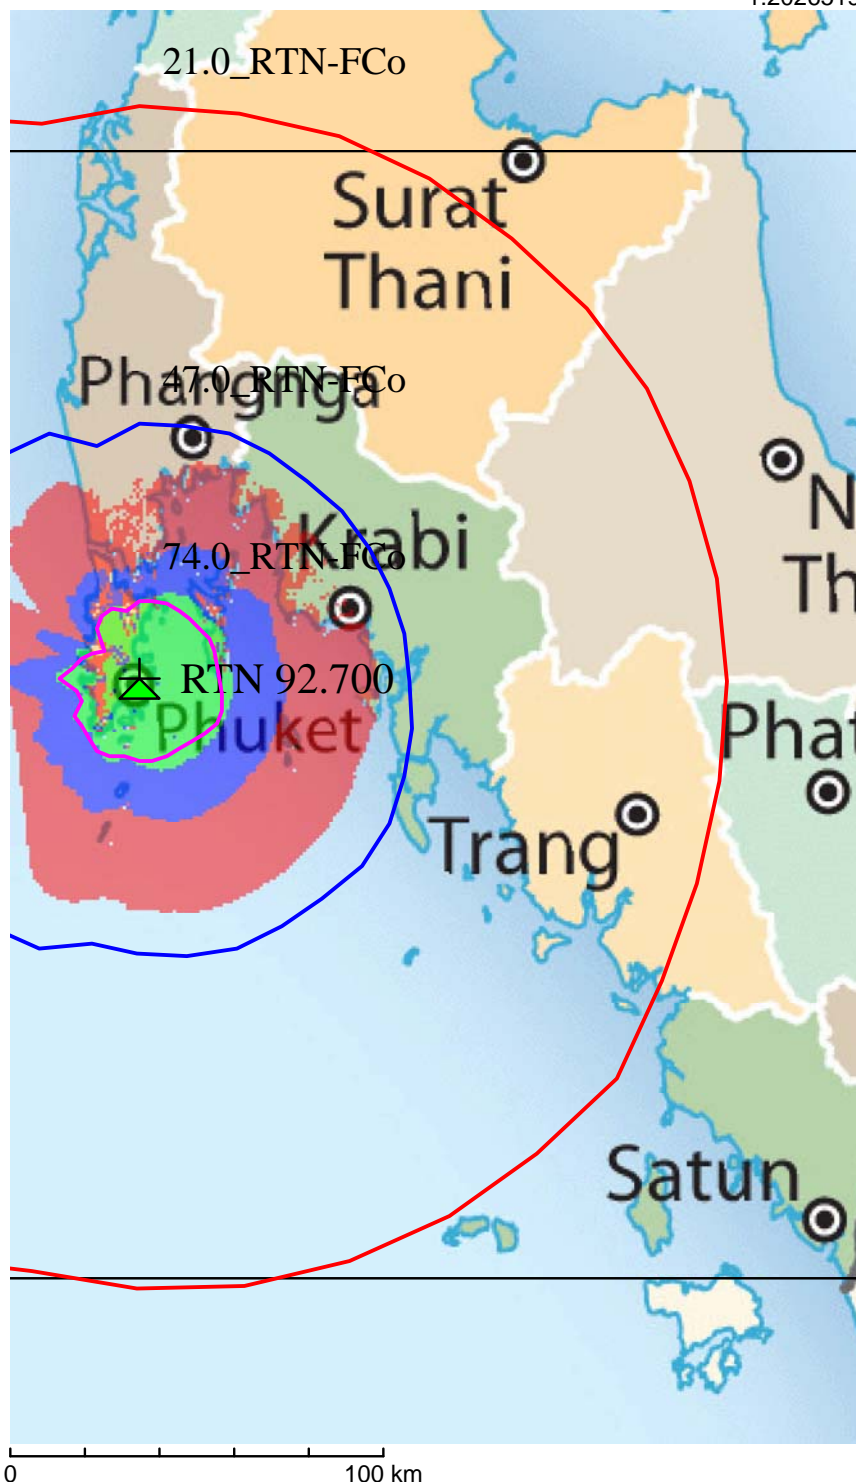 21.0_RTN-FCo
Surat
Thani
Phangnga
47.0_RTN-FCo
Krabi
74.0_RTN-FCo
N
Th
RTN 92.700
Phuket
Phat
Trang
Satun
0 100 km